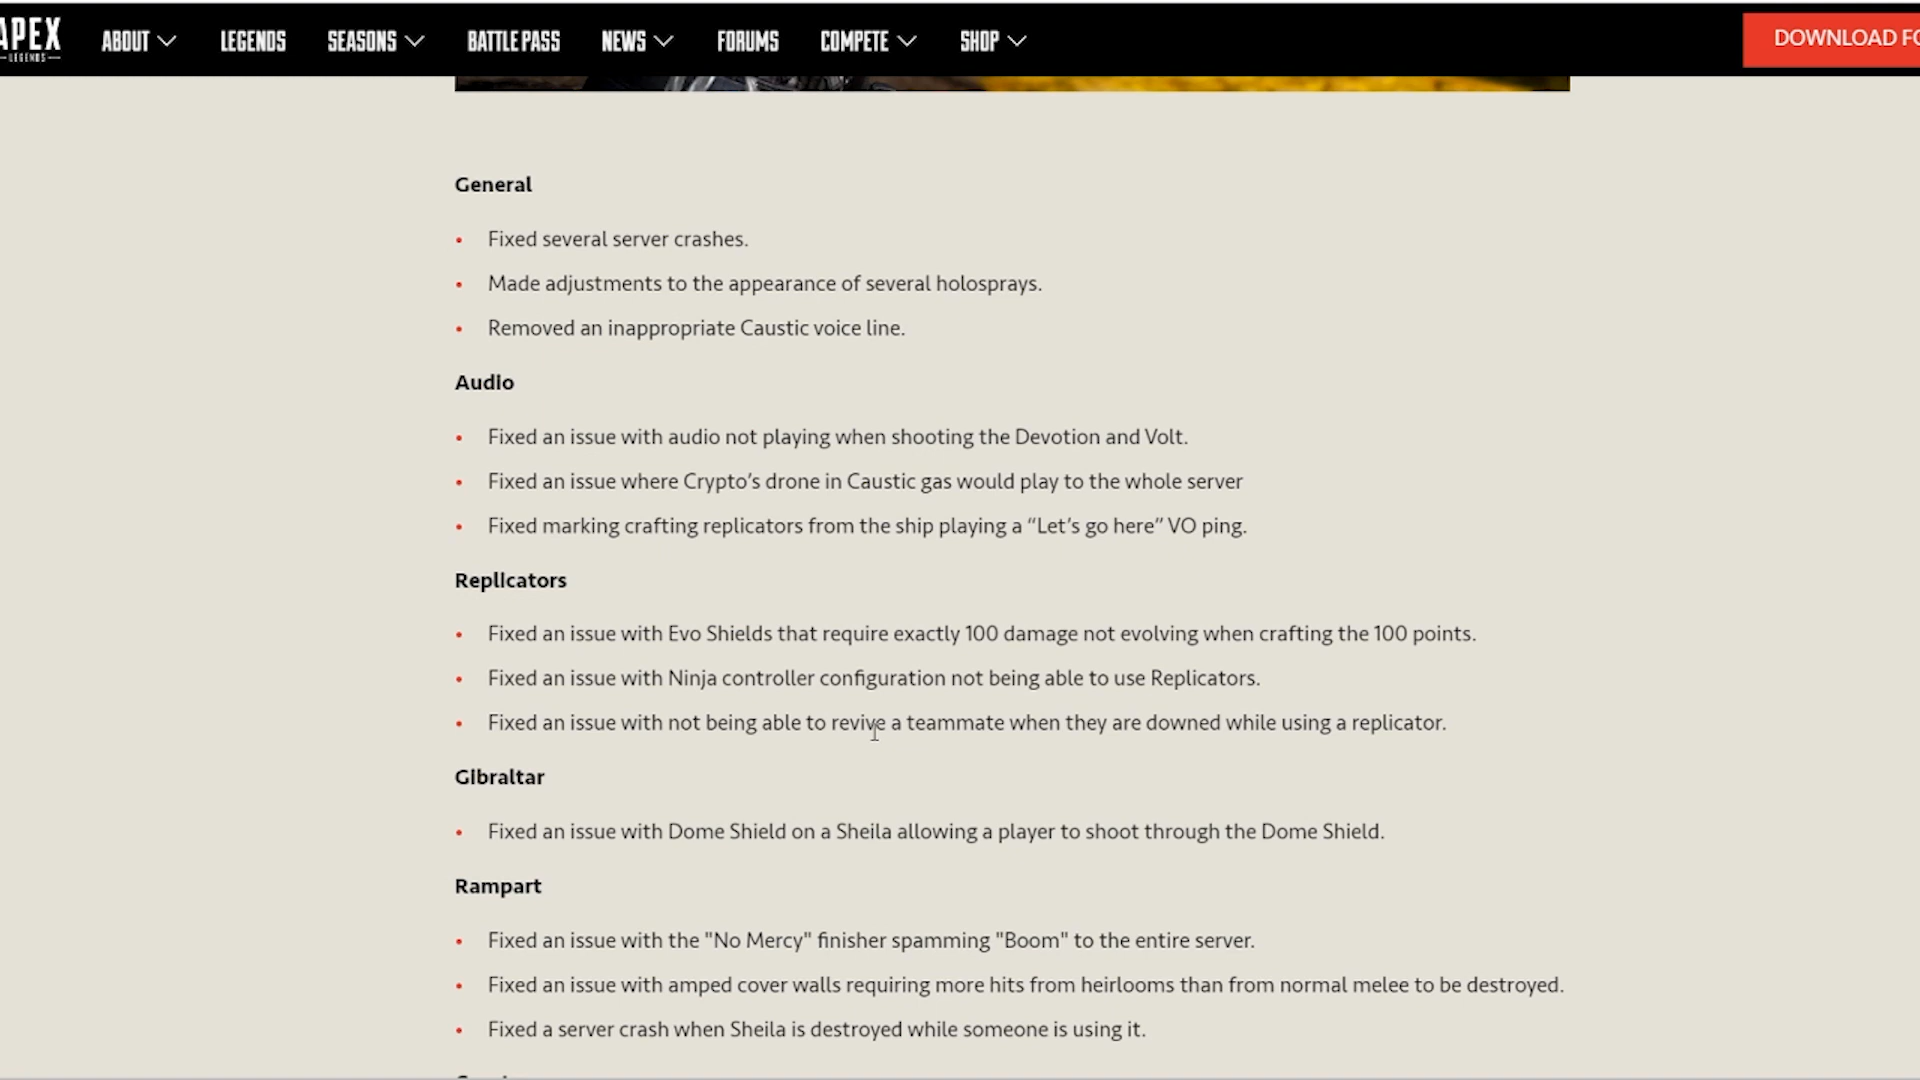 APEX
LEGENDS
ABOUT
LEGENDS
SEASONS
BATTLE PASS
NEWS
FORUMS
COMPETE
SHOP
DOWNLOAD
General
Fixed several server crashes.
Made adjustments to the appearance of several holosprays.
Removed an inappropriate Caustic voice line.
Audio
Fixed an issue with audio not playing when shooting the Devotion and Volt.
Fixed an issue where Crypto’s drone in Caustic gas would play to the whole server
Fixed marking crafting replicators from the ship playing a “Let’s go here” VO ping.
Replicators
Fixed an issue with Evo Shields that require exactly 100 damage not evolving when crafting the 100 points.
Fixed an issue with Ninja controller configuration not being able to use Replicators.
Fixed an issue with not being able to revive a teammate when they are downed while using a replicator.
Gibraltar
Fixed an issue with Dome Shield on a Sheila allowing a player to shoot through the Dome Shield.
Rampart
Fixed an issue with the "No Mercy" finisher spamming "Boom" to the entire server.
Fixed an issue with amped cover walls requiring more hits from heirlooms than from normal melee to be destroyed.
Fixed a server crash when Sheila is destroyed while someone is using it.